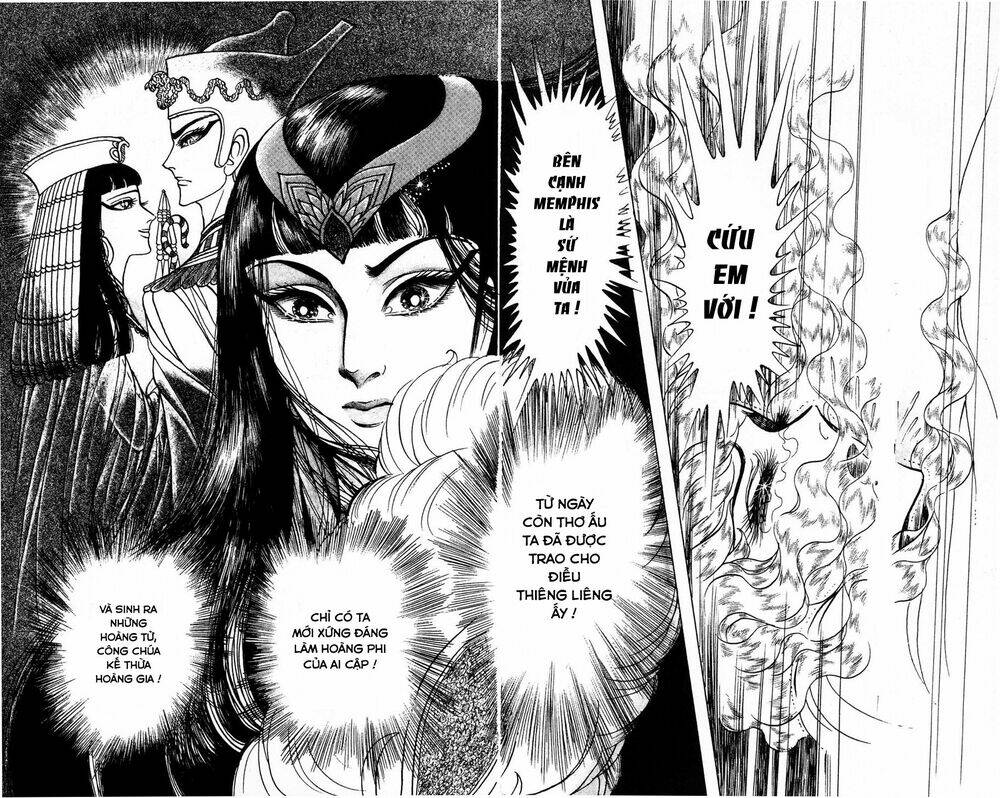 CỨU
EM
VỚI !
BÊN
CẠNH
MEMPHIS
LÀ SỨ
MỆNH
VỦA
TA !
TỪ NGÀY
CÒN THƠ ẤU
TA ĐÃ ĐƯỢC
TRAO CHO
ĐIỀU
THIÊNG LIÊNG
ẤY !
CHỈ CÓ TA
MỚI XỨNG ĐÁNG
LÀM HOÀNG PHI
CỦA AI CẬP !
VÀ SINH RA
NHỮNG
HOÀNG TỬ,
CÔNG CHÚA
KẾ THỪA
HOÀNG GIA !